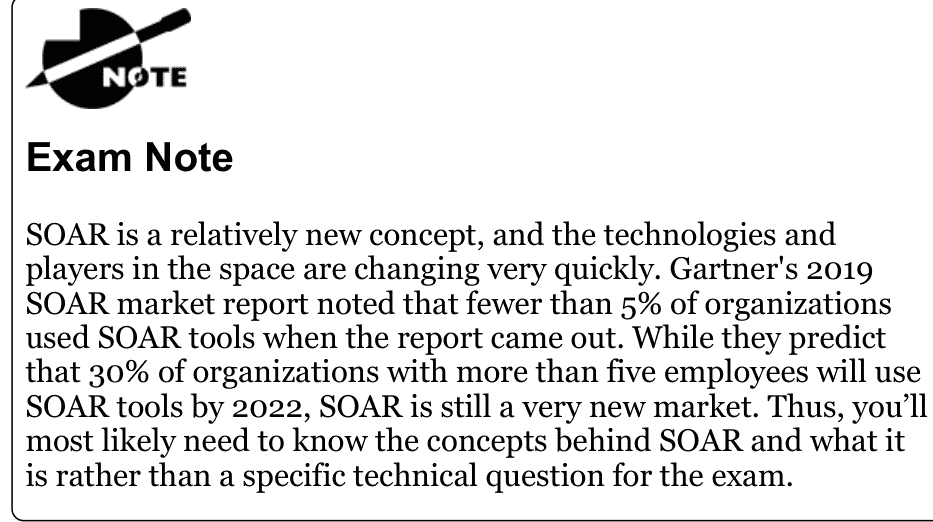 NOTE
Exam Note
SOAR is a relatively new concept, and the technologies and
players in the space are changing very quickly. Gartner's 2019
SOAR market report noted that fewer than 5% of organizations
used SOAR tools when the report came out. While they predict
that 30% of organizations with more than five employees will use
SOAR tools by 2022, SOAR is still a very new market. Thus, you’ll
most likely need to know the concepts behind SOAR and what it
is rather than a specific technical question for the exam.